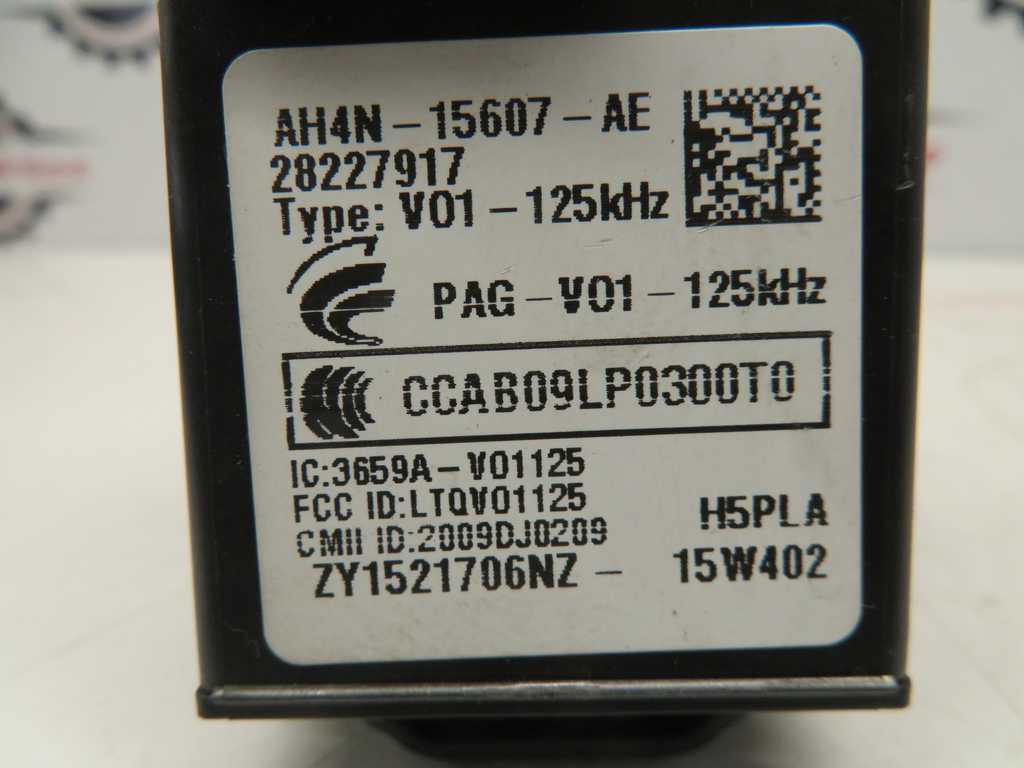 AH4N-15607-AE
28227917
Type: V01-125kHz
PAG-V01-125kHz
CCAB09LP0300T0
IC:3659A-V01125
FCC ID:LTQV01125
CMII ID:2009DJ0209
H5PLA
ZY1521706NZ- 15W402